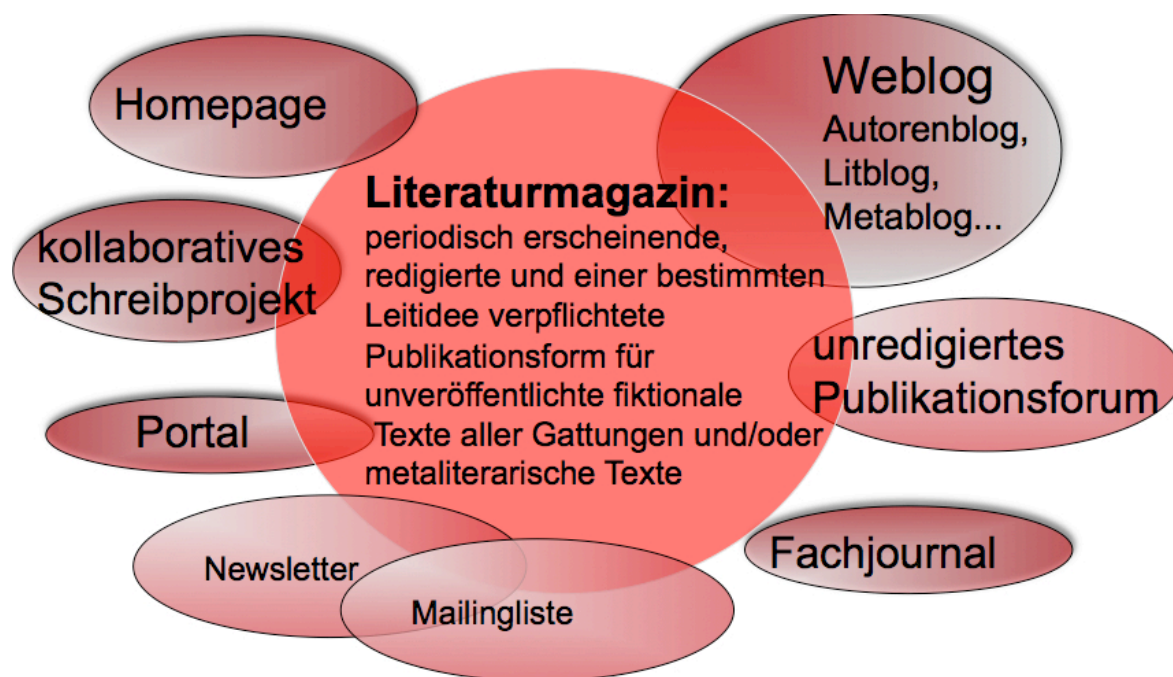 Homepage
Weblog
Autorenblog,
Litblog,
Metablog...
Literaturmagazin:
periodisch erscheinende,
redigierte und einer bestimmten
Leitidee verpflichtete
Publikationsform für
unveröffentlichte fiktionale
Texte aller Gattungen und/oder
metaliterarische Texte
kollaboratives
Schreibprojekt
unredigiertes
Publikationsforum
Portal
Newsletter
Mailingliste
Fachjournal